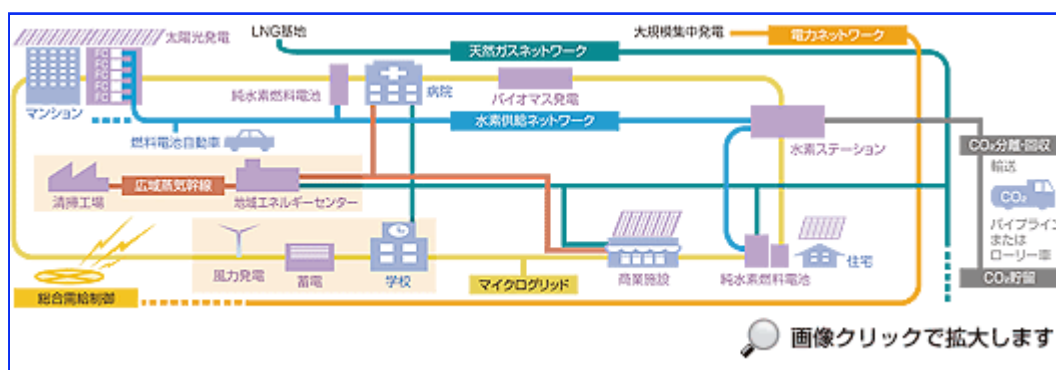 太陽光発電
LNG基地
大規模集中発電
電力ネットワーク
天然ガスネットワーク
FC
FC
FC
FC
FC
マンション
純水素燃料電池
病院
バイオマス発電
水素供給ネットワーク
燃料電池自動車
水素ステーション
CO₂分離・回収
輸送
CO₂
パイプライン
または
ローリー車
CO₂貯留
清掃工場
広域蒸気幹線
地域エネルギーセンター
風力発電
蓄電
学校
マイクログリッド
商業施設
純水素燃料電池
住宅
総合需給制御
画像クリックで拡大します